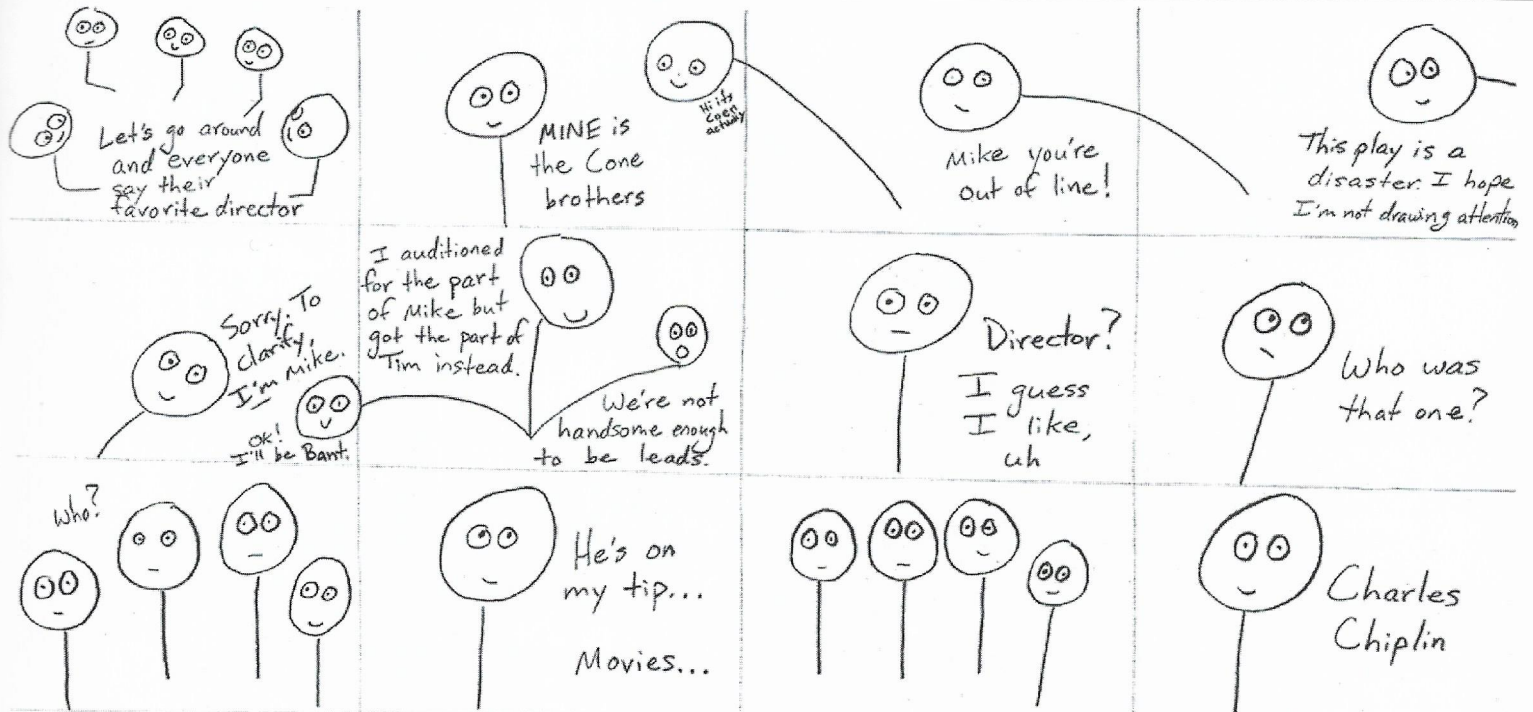 Let's go around
and everyone
say their
favorite director
MINE is
the Cone
brothers
Hi its
Coen
actually
Mike you're
out of line!
This play is a
disaster. I hope
I'm not drawing attention
Sorry. To
clarify,
I'm Mike.
OK!
I'll be Bant.
I auditioned
for the part
of Mike but
got the part of
Tim instead.
We're not
handsome enough
to be leads.
Director?
I guess
I like,
uh
Who was
that one?
Who?
He's on
my tip...
Movies...
Charles
Chiplin